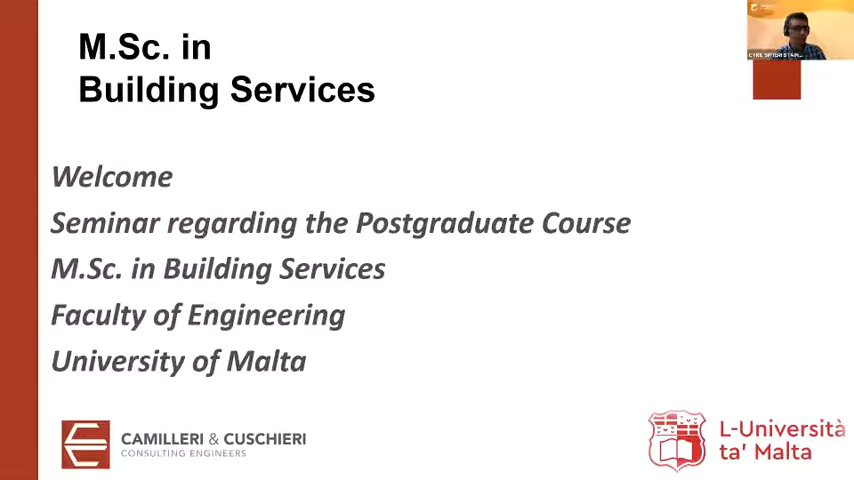 M.Sc. in
Building Services
Welcome
Seminar regarding the Postgraduate Course
M.Sc. in Building Services
Faculty of Engineering
University of Malta
CAMILLERI & CUSCHIERI
CONSULTING ENGINEERS
L-Università
ta' Malta